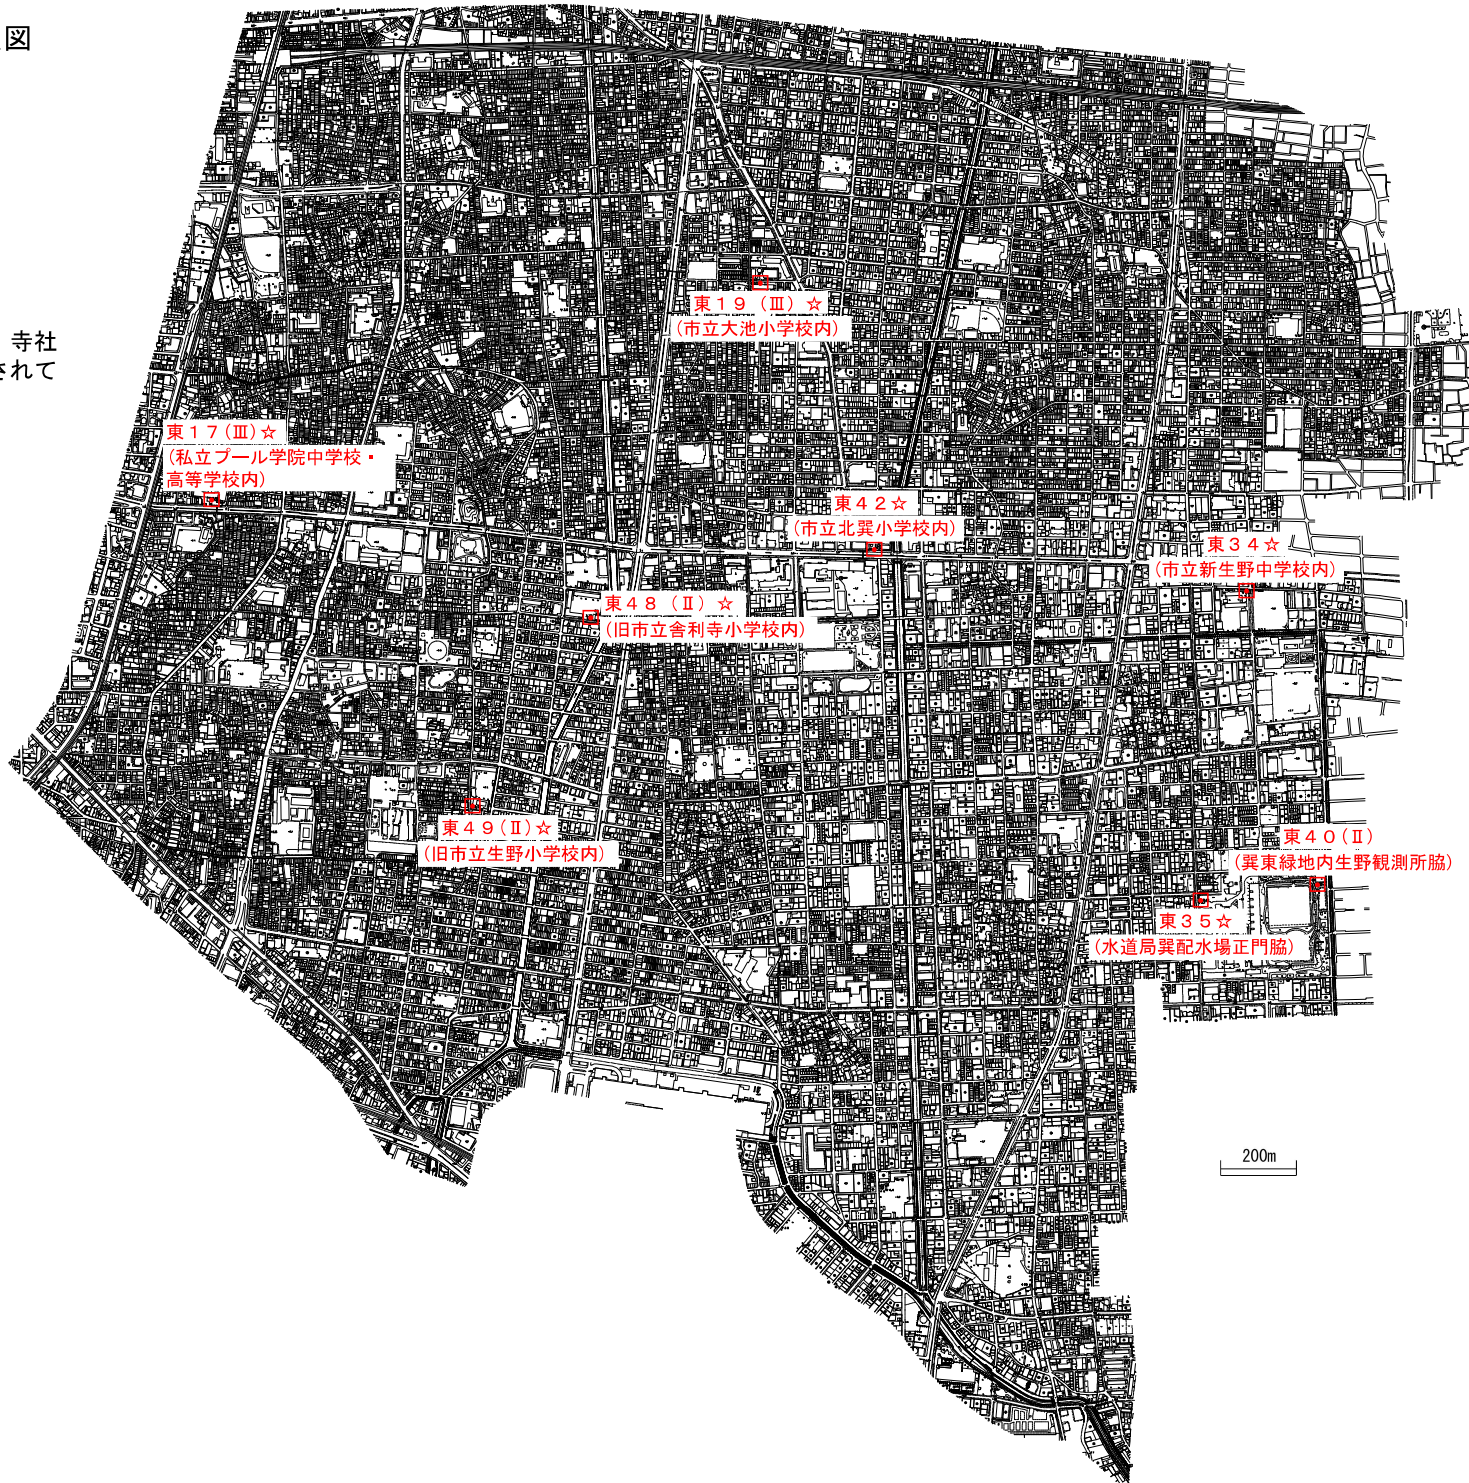 図
寺社
されて
東１９（Ⅲ）☆
(市立大池小学校内)
東１７(Ⅲ)☆
(私立プール学院中学校・
高等学校内)
東４２☆
(市立北巽小学校内)
東３４☆
(市立新生野中学校内)
東４８（Ⅱ）☆
(旧市立舎利寺小学校内)
東４９(Ⅱ)☆
(旧市立生野小学校内)
東４０(Ⅱ)
(巽東緑地内生野観測所脇)
東３５☆
(水道局巽配水場正門脇)
200m